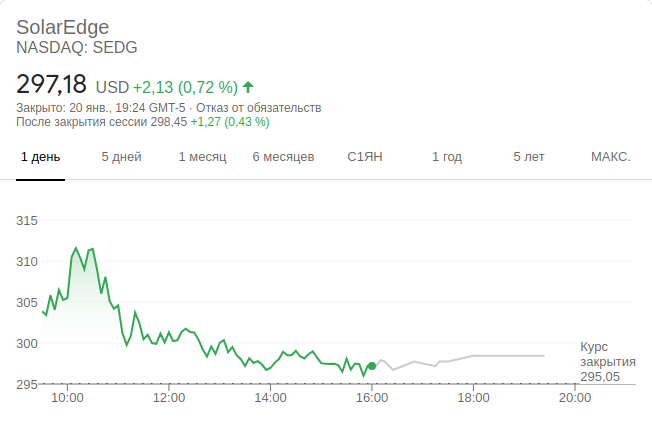 SolarEdge
NASDAQ: SEDG
297,18 USD +2,13 (0,72 %)
Закрыто: 20 янв., 19:24 GMT-5 · Отказ от обязательств
После закрытия сессии 298,45 +1,27 (0,43 %)
1 день 5 дней 1 месяц 6 месяцев С1ЯН 1 год 5 лет МАКС.
315
310
305
300
295
Курс
закрытия
295,05
10:00 12:00 14:00 16:00 18:00 20:00